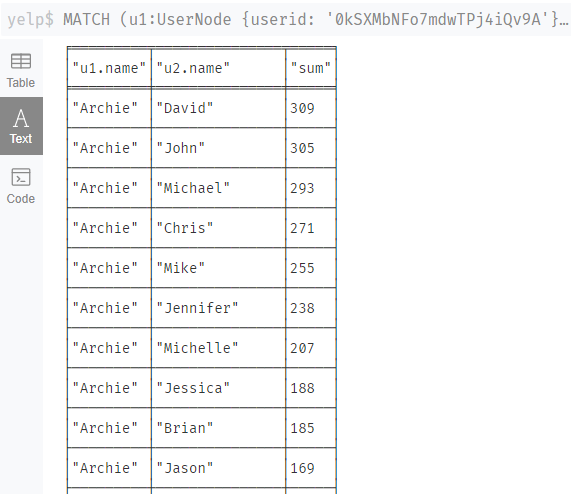 yelp$ MATCH (u1:UserNode {userid: '0kSXMbNFo7mdwTPj4iQv9A'}…
Table
Text
Code
"u1.name" "u2.name" "sum"
"Archie" "David" 309
"Archie" "John" 305
"Archie" "Michael" 293
"Archie" "Chris" 271
"Archie" "Mike" 255
"Archie" "Jennifer" 238
"Archie" "Michelle" 207
"Archie" "Jessica" 188
"Archie" "Brian" 185
"Archie" "Jason" 169